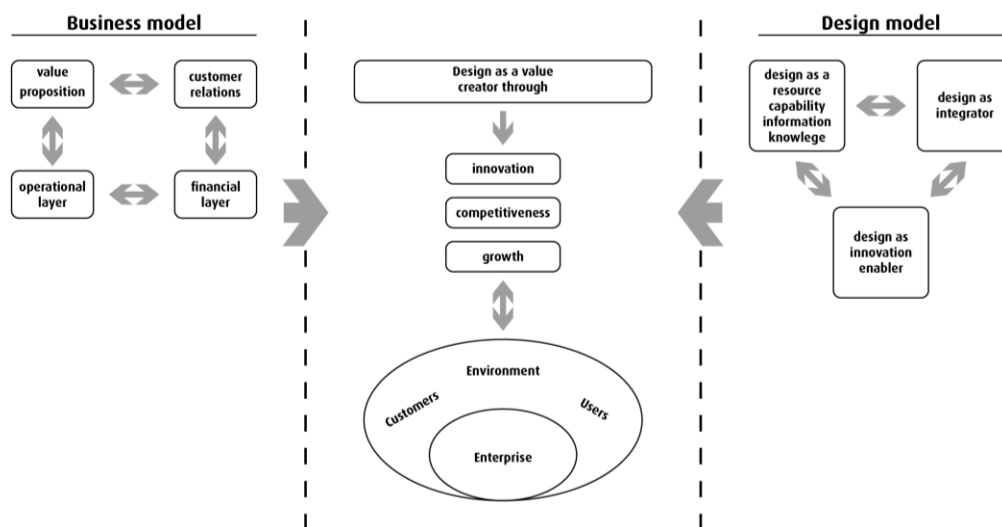 Business model
value
proposition
customer
relations
operational
layer
financial
layer
Design as a value
creator through
innovation
competitiveness
growth
Environment
Customers
Users
Enterprise
Design model
design as a
resource
capability
information
knowlege
design as
integrator
design as
innovation
enabler